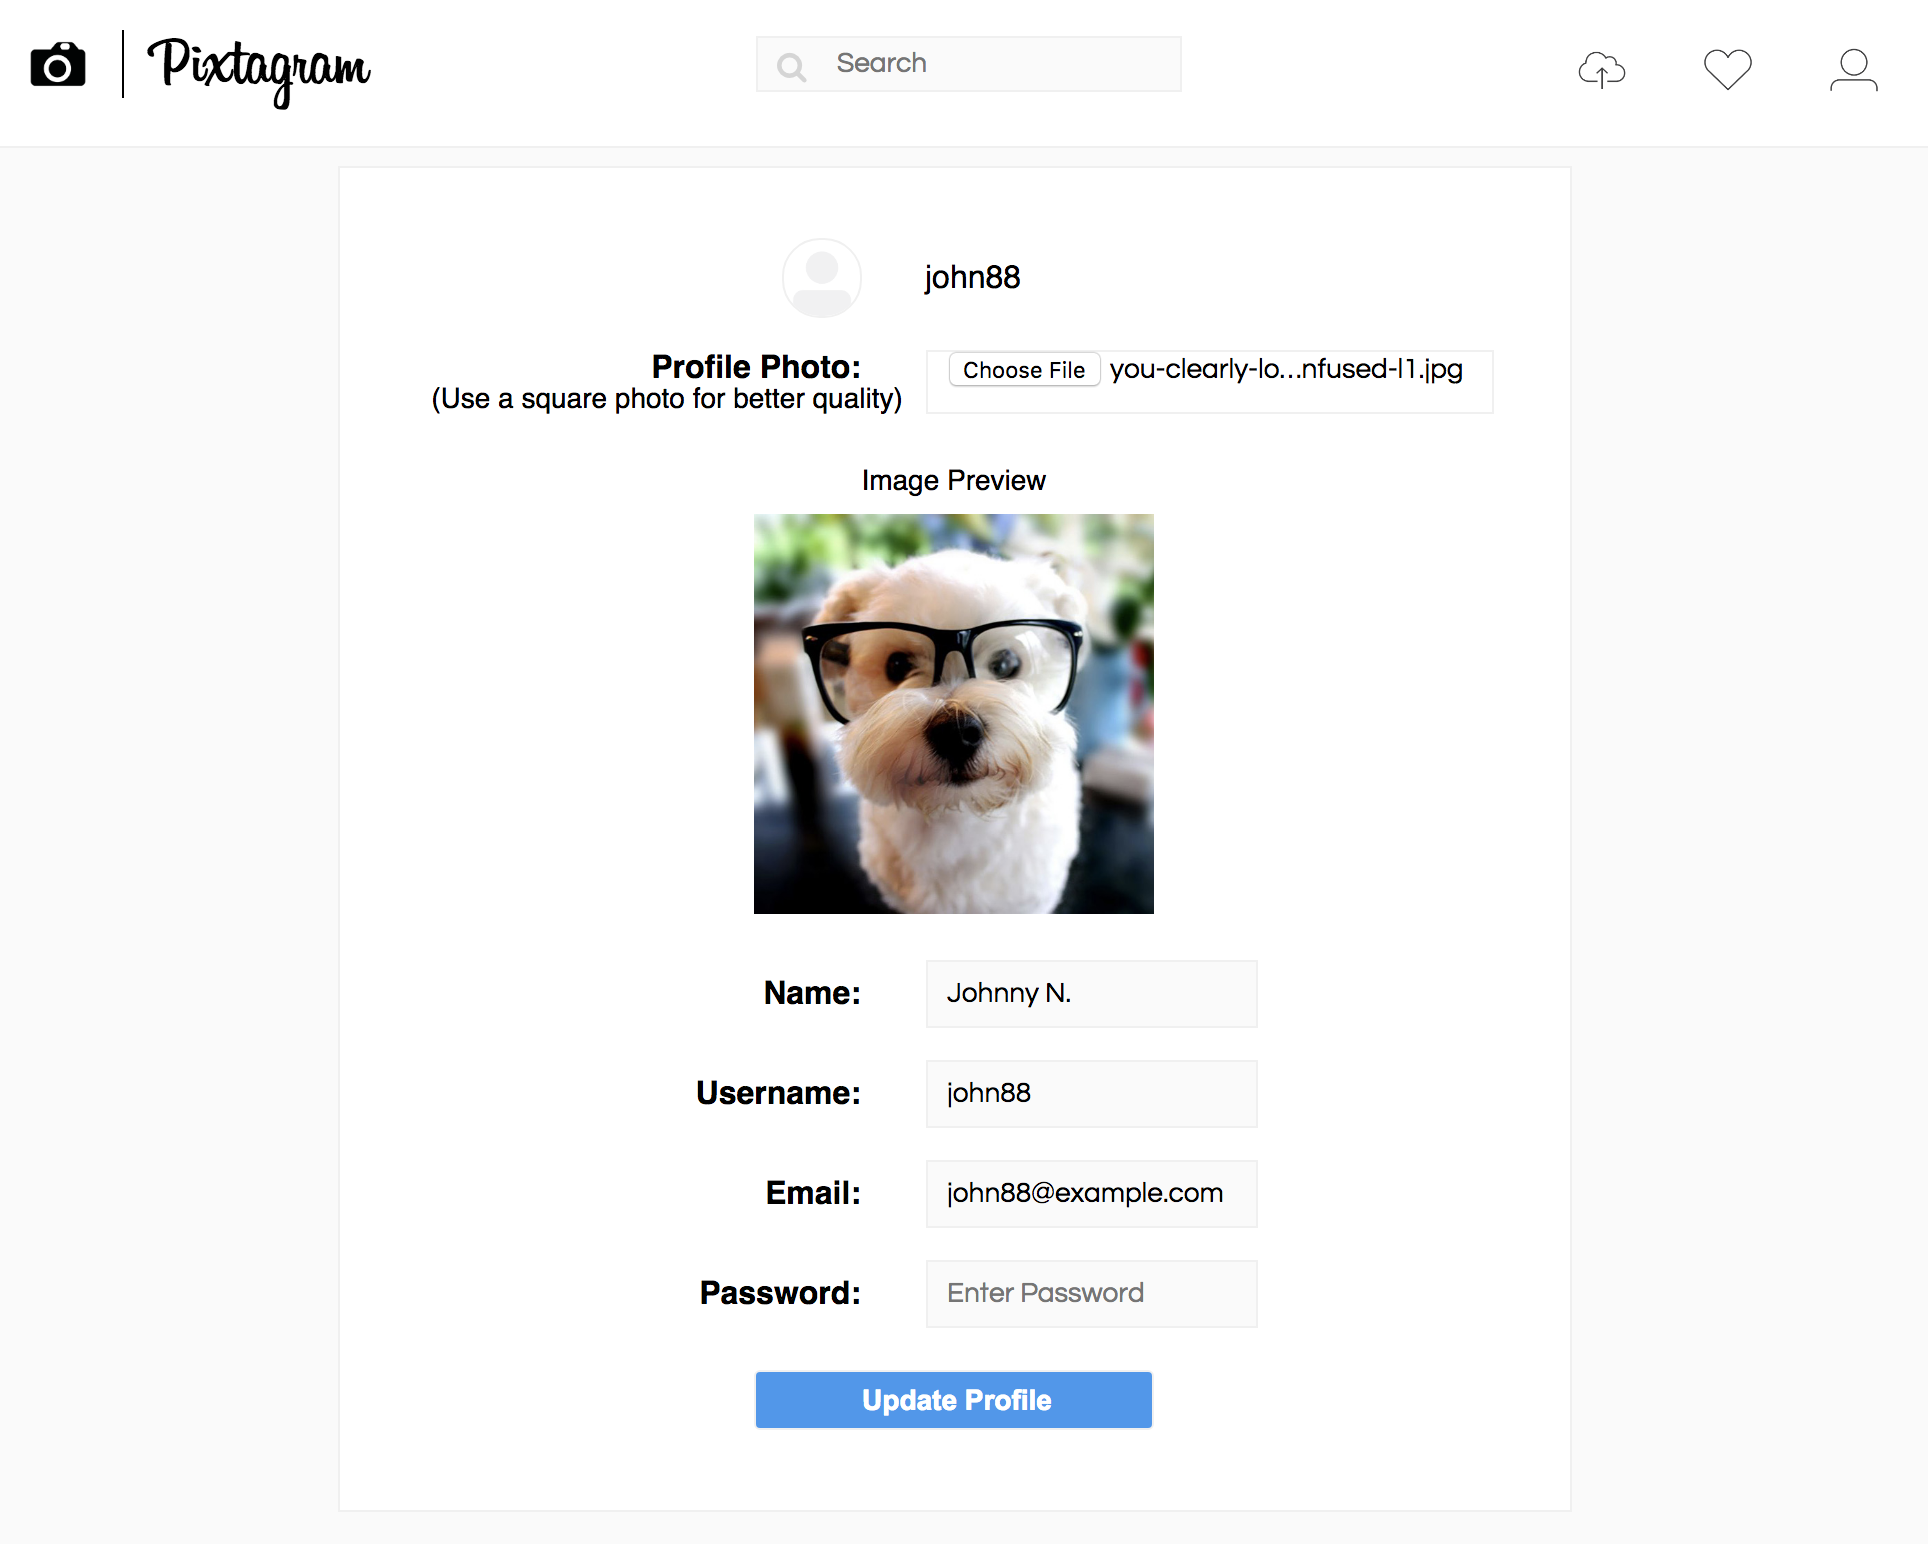 Pixtagram
Search
john88
Profile Photo:
(Use a square photo for better quality)
Choose File you-clearly-lo...nfused-l1.jpg
Image Preview
Name:
Johnny N.
Username:
john88
Email:
john88@example.com
Password:
Enter Password
Update Profile